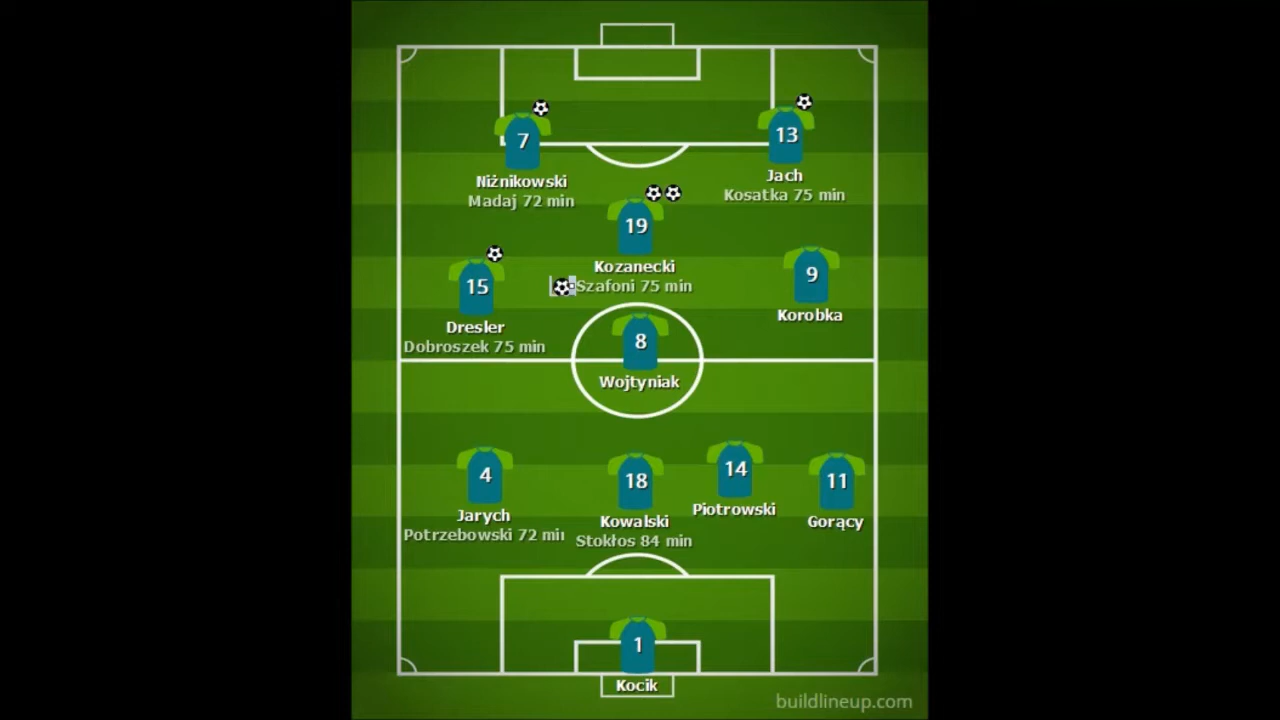 7
Niżnikowski
Madaj 72 min
13
Jach
Kosatka 75 min
19
Kozanecki
Szafoni 75 min
15
Dresler
Dobroszek 75 min
9
Korobka
8
Wojtyniak
4
Jarych
Potrzebowski 72 min
18
Kowalski
Stokłos 84 min
14
Piotrowski
11
Gorący
1
Kocik
buildlineup.com